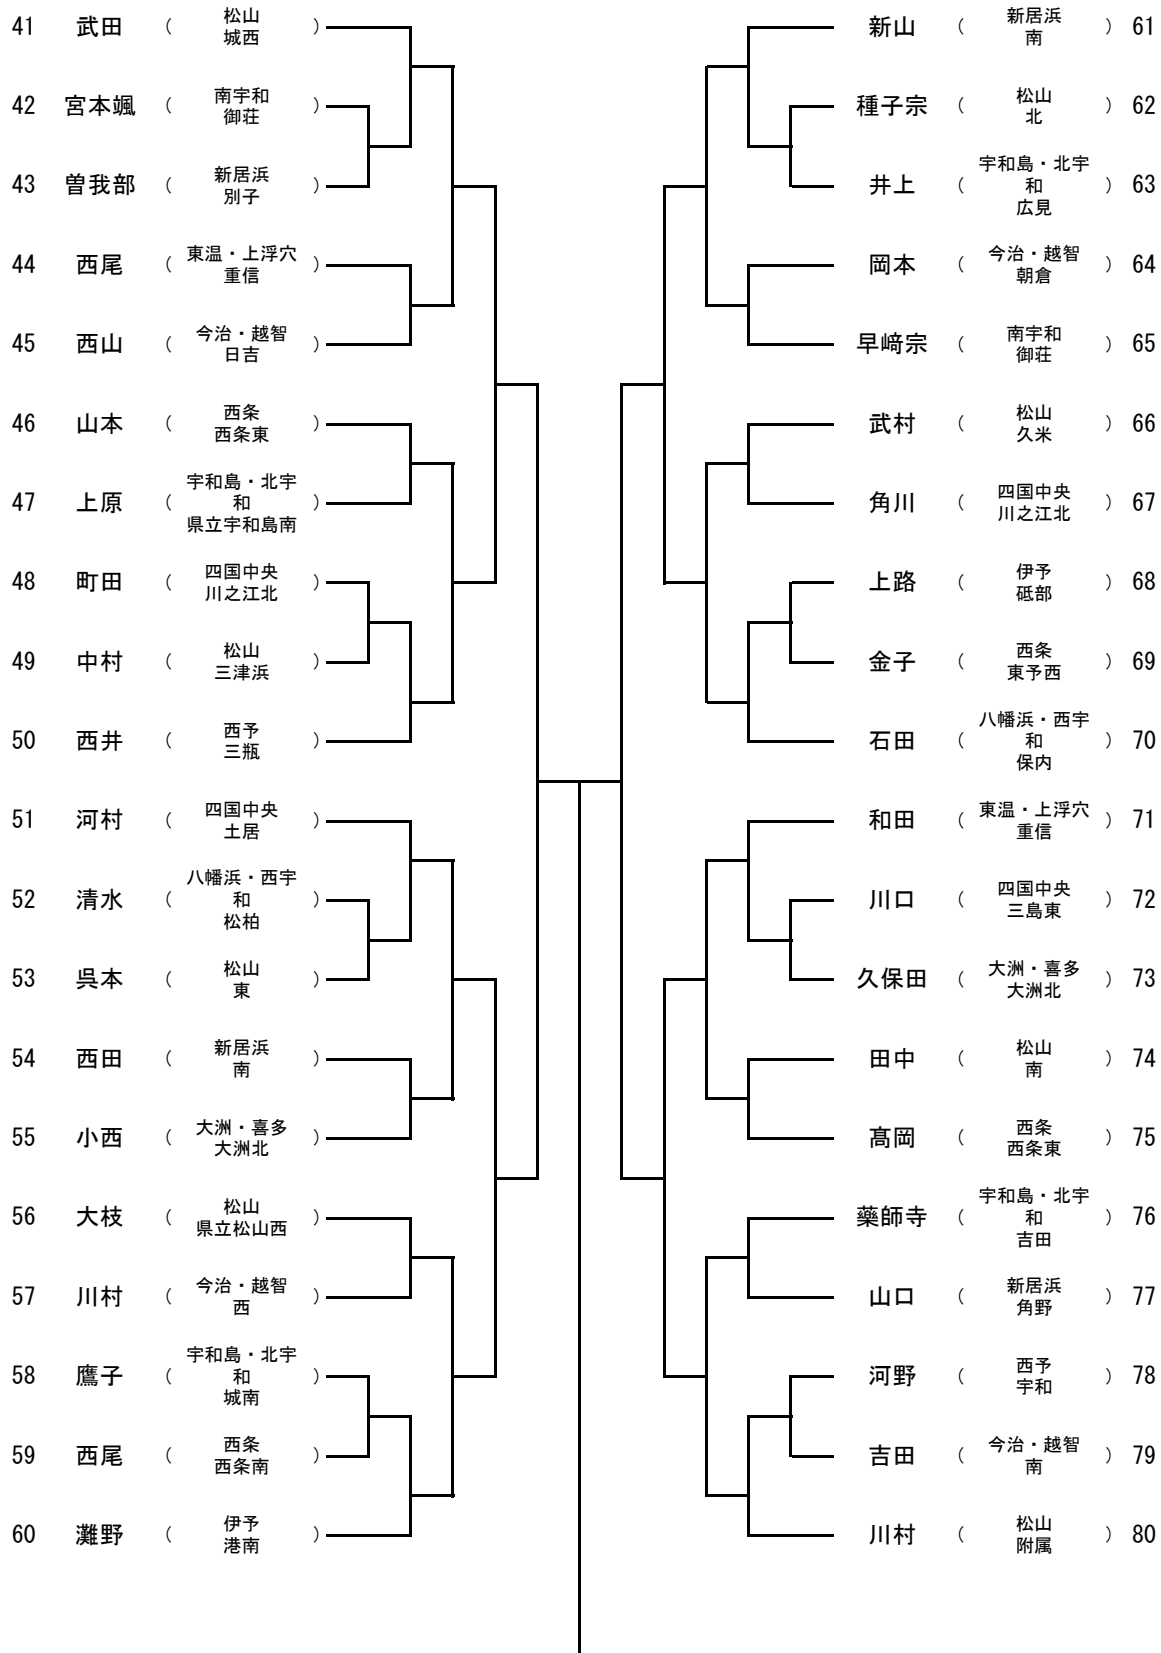 41 武田 ( 松山 城西 )
42 宮本颯 ( 南宇和 御荘 )
43 曽我部 ( 新居浜 別子 )
44 西尾 ( 東温・上浮穴 重信 )
45 西山 ( 今治・越智 日吉 )
46 山本 ( 西条 西条東 )
47 上原 ( 宇和島・北宇和 県立宇和島南 )
48 町田 ( 四国中央 川之江北 )
49 中村 ( 松山 三津浜 )
50 西井 ( 西予 三瓶 )
51 河村 ( 四国中央 土居 )
52 清水 ( 八幡浜・西宇和 松柏 )
53 呉本 ( 松山 東 )
54 西田 ( 新居浜 南 )
55 小西 ( 大洲・喜多 大洲北 )
56 大枝 ( 松山 県立松山西 )
57 川村 ( 今治・越智 西 )
58 鷹子 ( 宇和島・北宇和 城南 )
59 西尾 ( 西条 西条南 )
60 灘野 ( 伊予 港南 )
新山 ( 新居浜 南 ) 61
種子宗 ( 松山 北 ) 62
井上 ( 宇和島・北宇和 広見 ) 63
岡本 ( 今治・越智 朝倉 ) 64
早﨑宗 ( 南宇和 御荘 ) 65
武村 ( 松山 久米 ) 66
角川 ( 四国中央 川之江北 ) 67
上路 ( 伊予 砥部 ) 68
金子 ( 西条 東予西 ) 69
石田 ( 八幡浜・西宇和 保内 ) 70
和田 ( 東温・上浮穴 重信 ) 71
川口 ( 四国中央 三島東 ) 72
久保田 ( 大洲・喜多 大洲北 ) 73
田中 ( 松山 南 ) 74
髙岡 ( 西条 西条東 ) 75
藥師寺 ( 宇和島・北宇和 吉田 ) 76
山口 ( 新居浜 角野 ) 77
河野 ( 西予 宇和 ) 78
吉田 ( 今治・越智 南 ) 79
川村 ( 松山 附属 ) 80